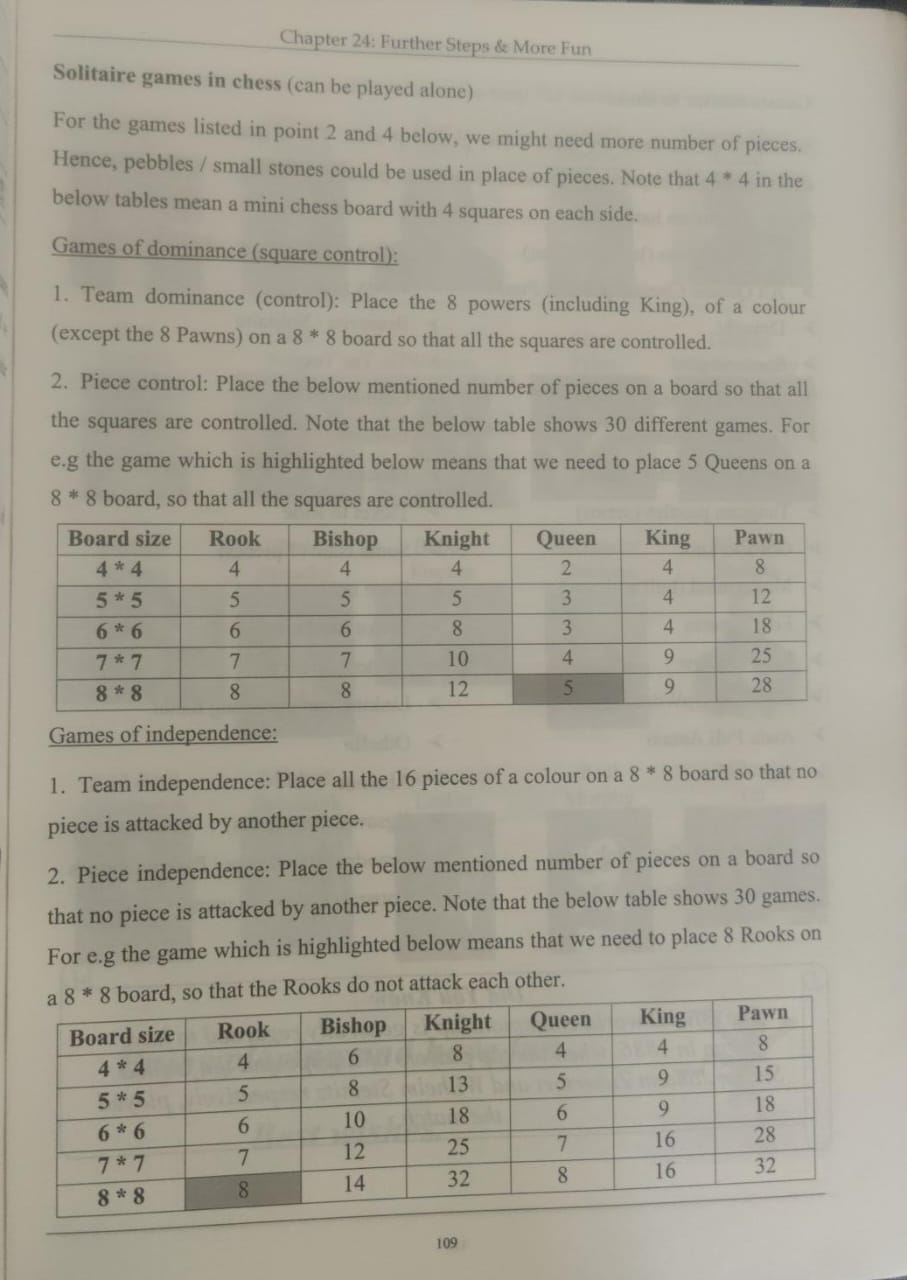 Chapter 24: Further Steps & More Fun
Solitaire games in chess (can be played alone)
For the games listed in point 2 and 4 below, we might need more number of pieces.
Hence, pebbles / small stones could be used in place of pieces. Note that 4 * 4 in the
below tables mean a mini chess board with 4 squares on each side.
Games of dominance (square control):
1. Team dominance (control): Place the 8 powers (including King), of a colour
(except the 8 Pawns) on a 8 * 8 board so that all the squares are controlled.
2. Piece control: Place the below mentioned number of pieces on a board so that all
the squares are controlled. Note that the below table shows 30 different games. For
e.g the game which is highlighted below means that we need to place 5 Queens on a
8 * 8 board, so that all the squares are controlled.
Board size Rook Bishop Knight Queen King Pawn
4 * 4 4 4 4 2 4 8
5 * 5 5 5 5 3 4 12
6 * 6 6 6 8 3 4 18
7 * 7 7 7 10 4 9 25
8 * 8 8 8 12 5 9 28
Games of independence:
1. Team independence: Place all the 16 pieces of a colour on a 8 * 8 board so that no
piece is attacked by another piece.
2. Piece independence: Place the below mentioned number of pieces on a board so
that no piece is attacked by another piece. Note that the below table shows 30 games.
For e.g the game which is highlighted below means that we need to place 8 Rooks on
a 8 * 8 board, so that the Rooks do not attack each other.
Board size Rook Bishop Knight Queen King Pawn
4 * 4 4 6 8 4 4 8
5 * 5 5 8 13 5 9 15
6 * 6 6 10 18 6 9 18
7 * 7 7 12 25 7 16 28
8 * 8 8 14 32 8 16 32
109